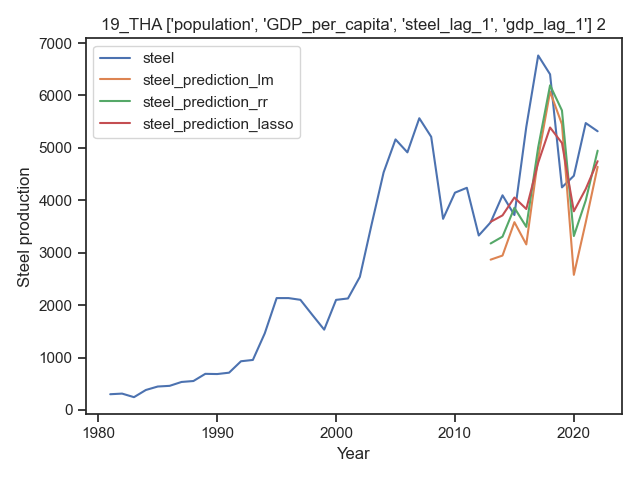 19_THA ['population', 'GDP_per_capita', 'steel_lag_1', 'gdp_lag_1'] 2
steel
steel_prediction_lm
steel_prediction_rr
steel_prediction_lasso
7000
6000
5000
4000
3000
2000
1000
0
Steel production
1980
1990
2000
2010
2020
Year